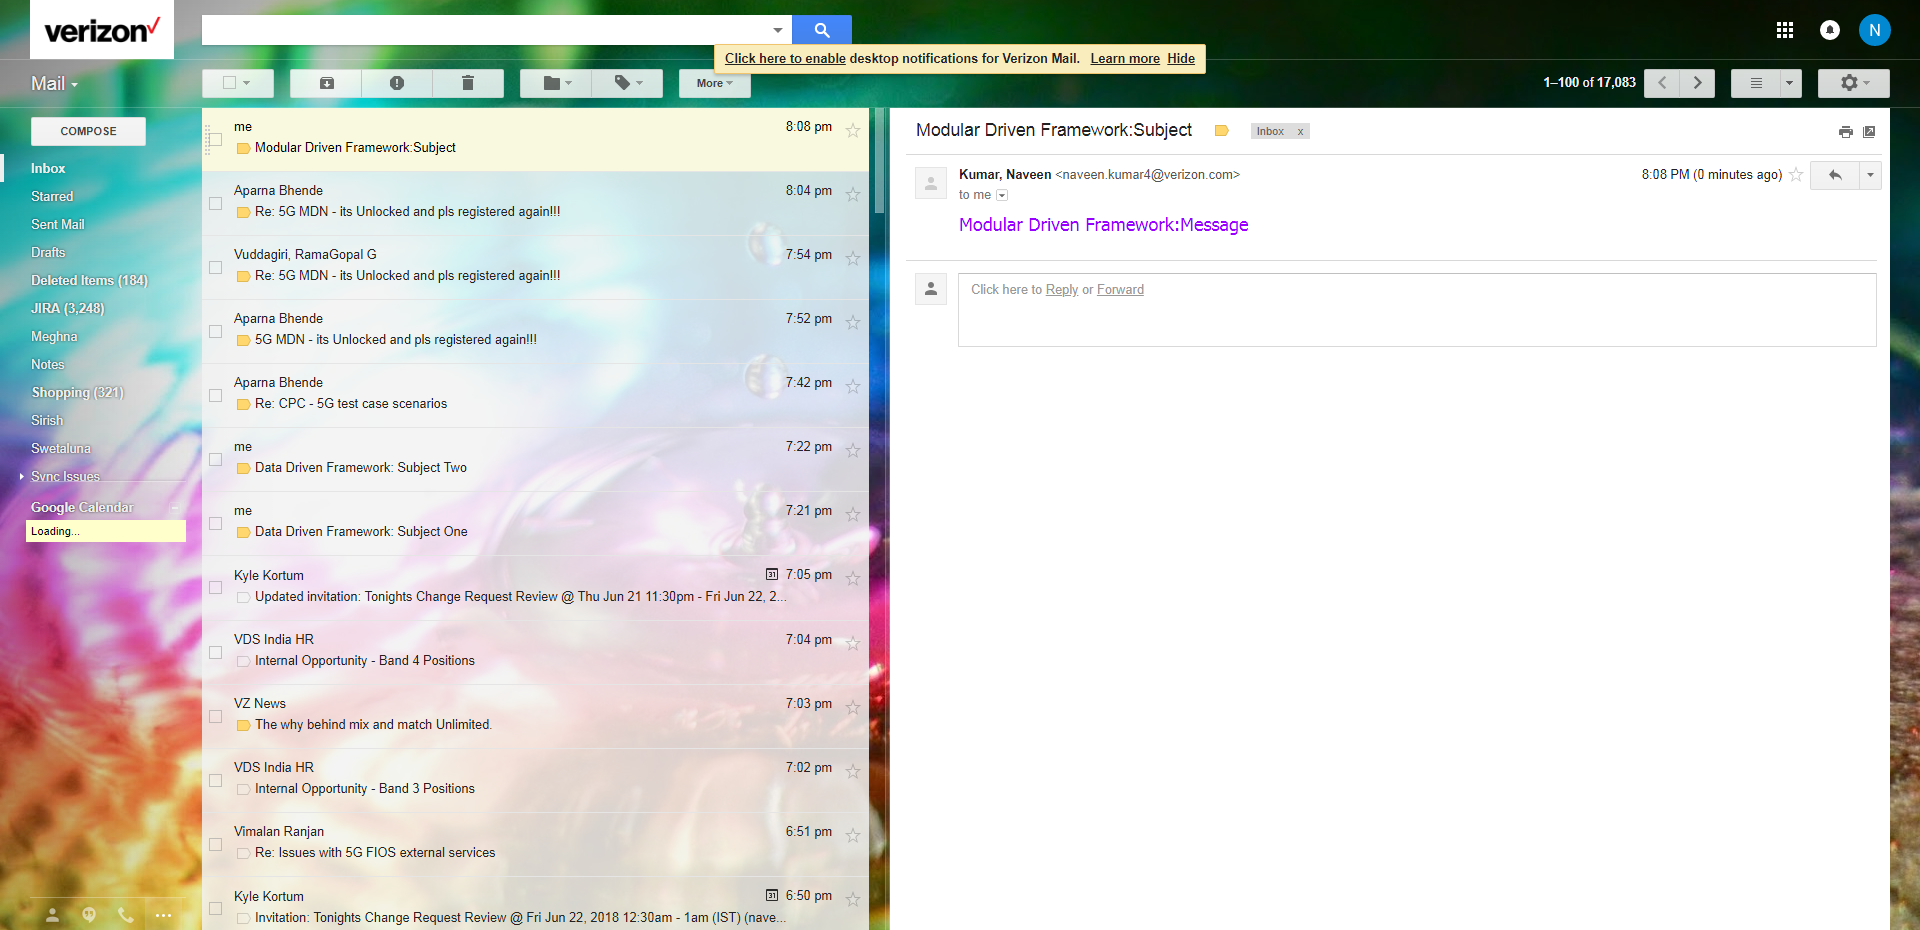 verizon✓
Click here to enable desktop notifications for Verizon Mail. Learn more Hide
N
Mail
More
1–100 of 17,083
COMPOSE
Inbox
Starred
Sent Mail
Drafts
Deleted Items (184)
JIRA (3,248)
Meghna
Notes
Shopping (321)
Sirish
Swetaluna
Sync Issues
Google Calendar
Loading...
me 8:08 pm
Modular Driven Framework:Subject
Aparna Bhende 8:04 pm
Re: 5G MDN - its Unlocked and pls registered again!!!
Vuddagiri, RamaGopal G 7:54 pm
Re: 5G MDN - its Unlocked and pls registered again!!!
Aparna Bhende 7:52 pm
5G MDN - its Unlocked and pls registered again!!!
Aparna Bhende 7:42 pm
Re: CPC - 5G test case scenarios
me 7:22 pm
Data Driven Framework: Subject Two
me 7:21 pm
Data Driven Framework: Subject One
Kyle Kortum 31 7:05 pm
Updated invitation: Tonights Change Request Review @ Thu Jun 21 11:30pm - Fri Jun 22, 2...
VDS India HR 7:04 pm
Internal Opportunity - Band 4 Positions
VZ News 7:03 pm
The why behind mix and match Unlimited.
VDS India HR 7:02 pm
Internal Opportunity - Band 3 Positions
Vimalan Ranjan 6:51 pm
Re: Issues with 5G FIOS external services
Kyle Kortum 31 6:50 pm
Invitation: Tonights Change Request Review @ Fri Jun 22, 2018 12:30am - 1am (IST) (nave...
Modular Driven Framework:Subject Inbox x
Kumar, Naveen <naveen.kumar4@verizon.com> 8:08 PM (0 minutes ago)
to me
Modular Driven Framework:Message
Click here to Reply or Forward